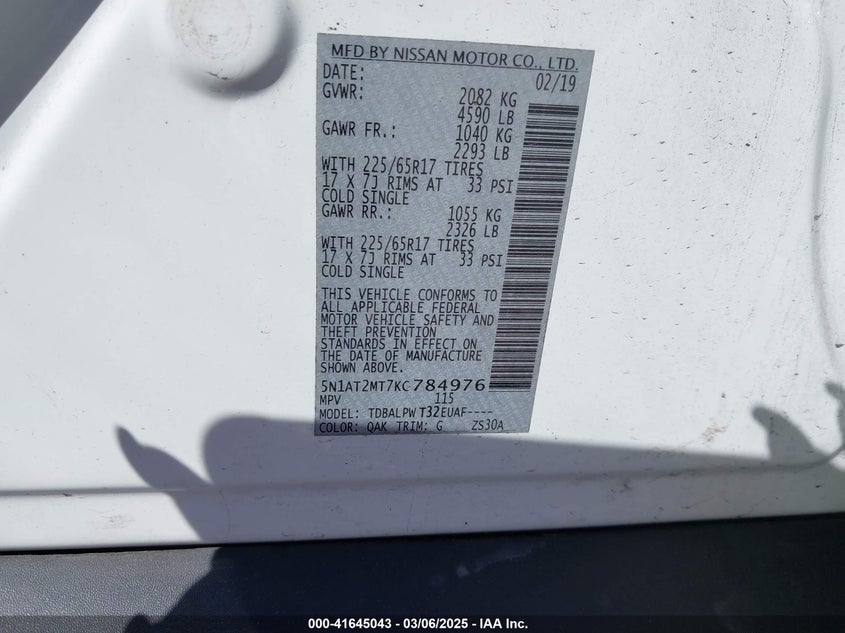 MFD BY NISSAN MOTOR CO., LTD.
DATE: 02/19
GVWR: 2082 KG
4590 LB
GAWR FR.: 1040 KG
2293 LB
WITH 225/65R17 TIRES
17 X 7J RIMS AT 33 PSI
COLD SINGLE
GAWR RR.: 1055 KG
2326 LB
WITH 225/65R17 TIRES
17 X 7J RIMS AT 33 PSI
COLD SINGLE
THIS VEHICLE CONFORMS TO
ALL APPLICABLE FEDERAL
MOTOR VEHICLE SAFETY AND
THEFT PREVENTION
STANDARDS IN EFFECT ON
THE DATE OF MANUFACTURE
SHOWN ABOVE.
5N1AT2MT7KC784976
MPV 115
MODEL: TDBALPW T32EUAF----
COLOR: QAK TRIM: G ZS30A
000-41645043 / 03/06/2025 - IAA Inc.